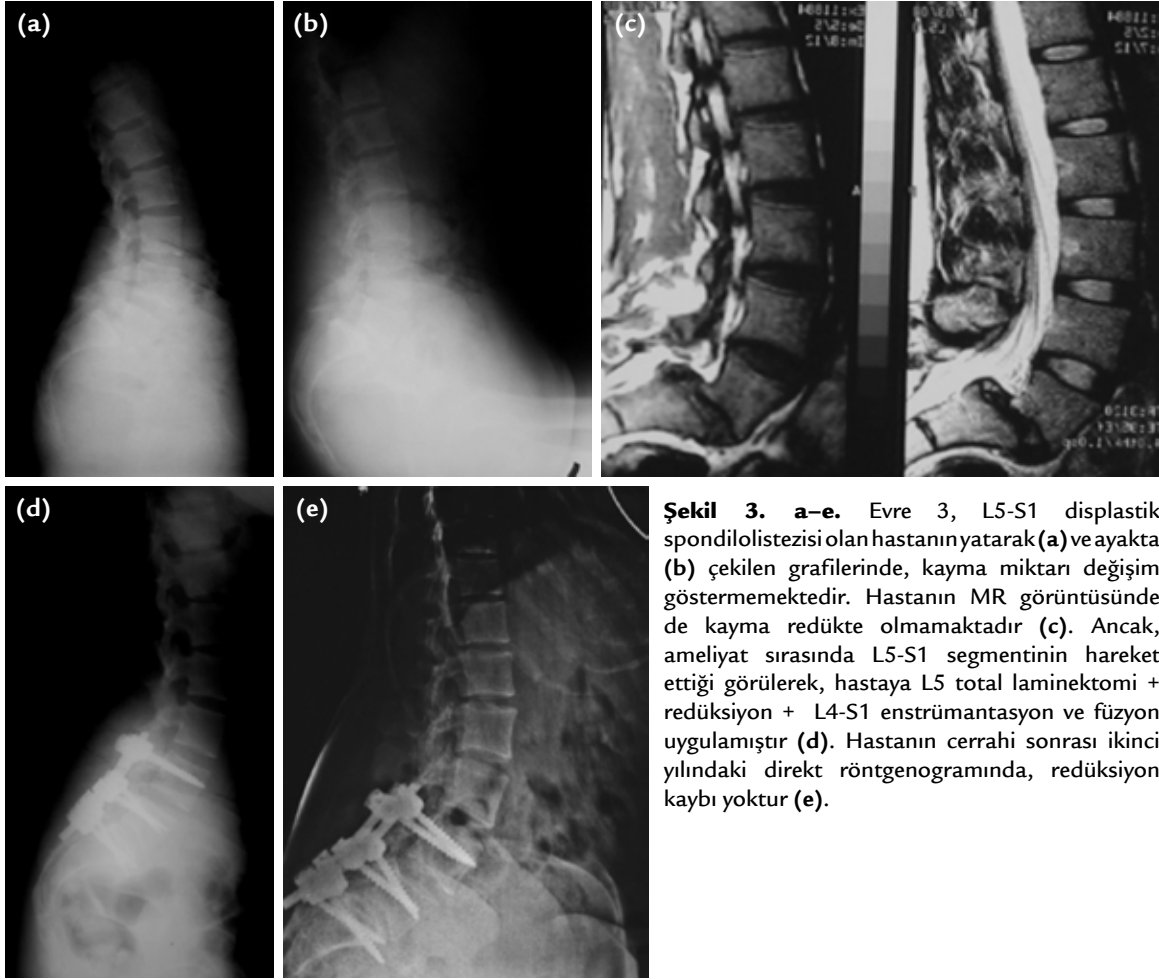 (a)
(b)
(c)
(d)
(e)
Şekil 3. a–e. Evre 3, L5-S1 displastik
spondilolistezisi olan hastanın yatarak (a) ve ayakta
(b) çekilen grafilerinde, kayma miktarı değişim
göstermemektedir. Hastanın MR görüntüsünde
de kayma redükte olmamaktadır (c). Ancak,
ameliyat sırasında L5-S1 segmentinin hareket
ettiği görülerek, hastaya L5 total laminektomi +
redüksiyon + L4-S1 enstrümantasyon ve füzyon
uygulamıştır (d). Hastanın cerrahi sonrası ikinci
yılındaki direkt röntgenogramında, redüksiyon
kaybı yoktur (e).